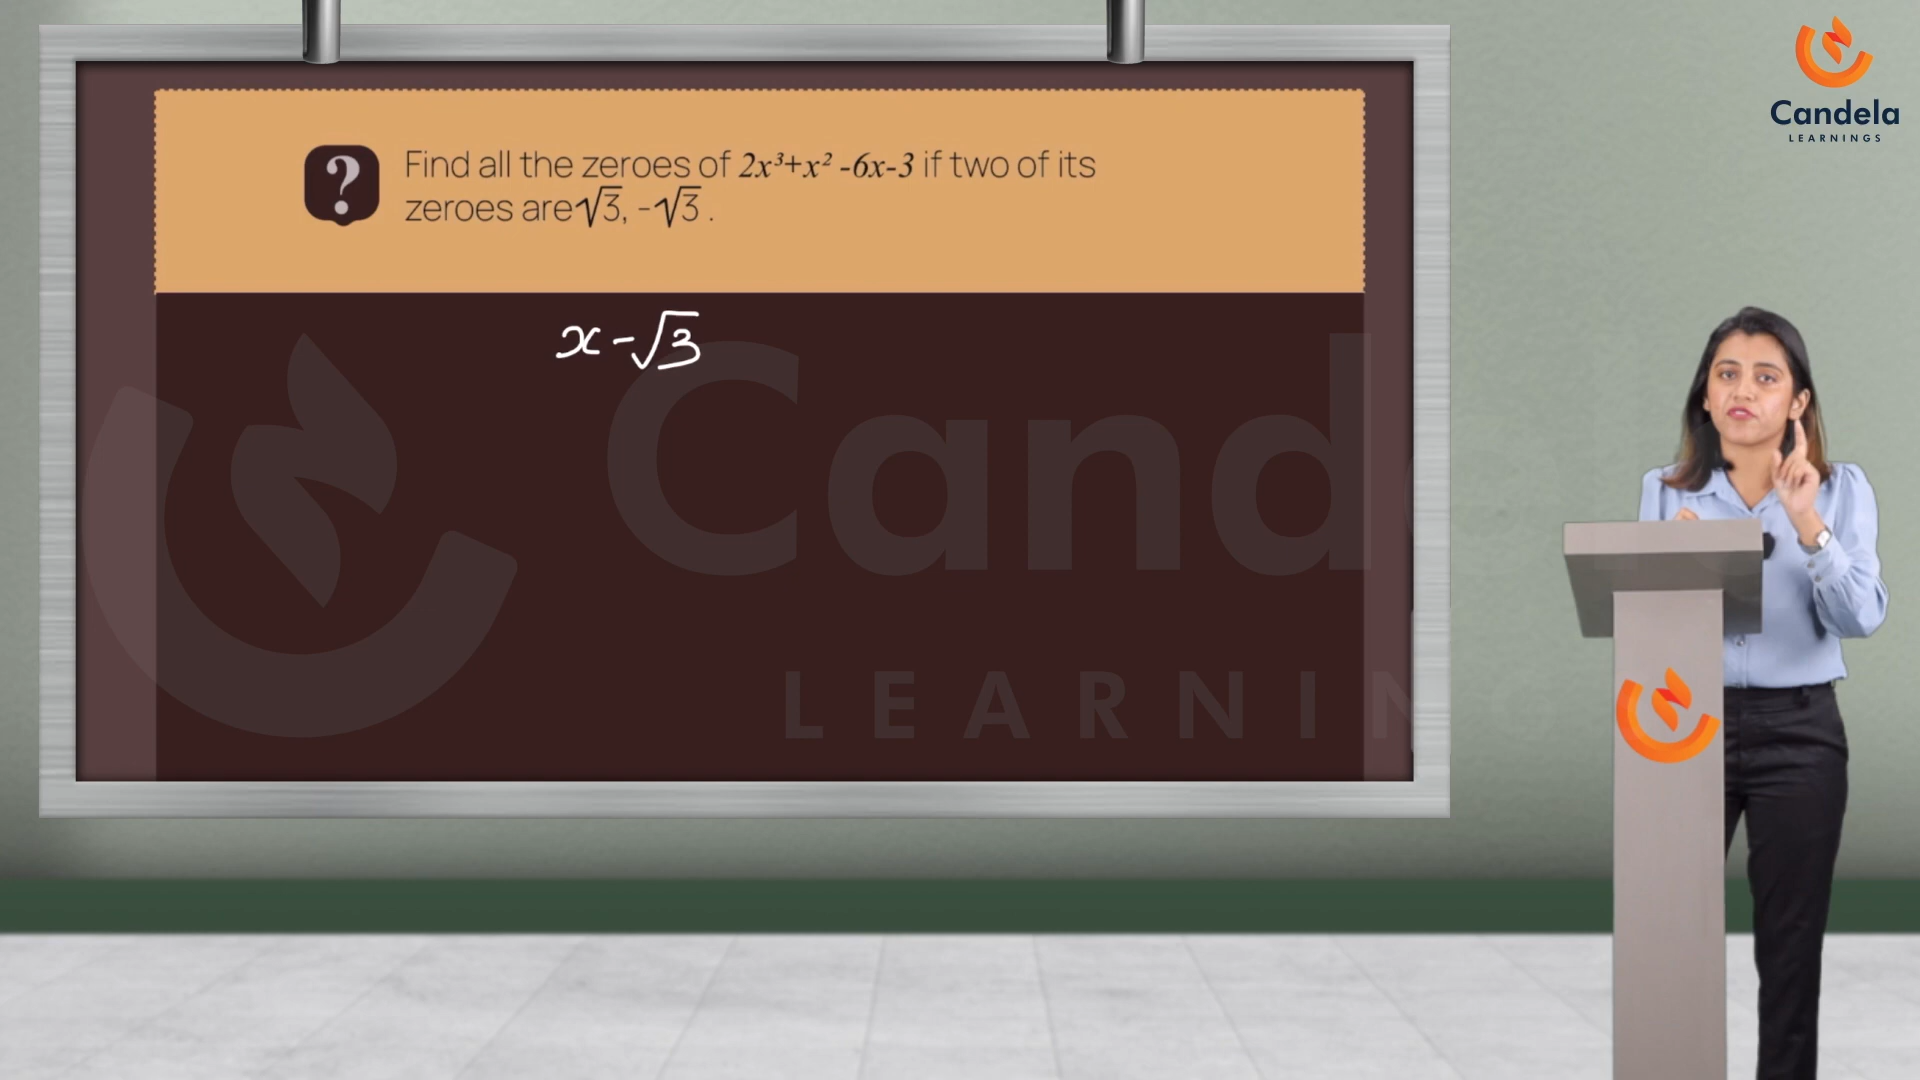 Candela
LEARNINGS
?
Find all the zeroes of 2x³+x² -6x-3 if two of its
zeroes are√3, -√3 .
x-√3
Cand
LEARNIN